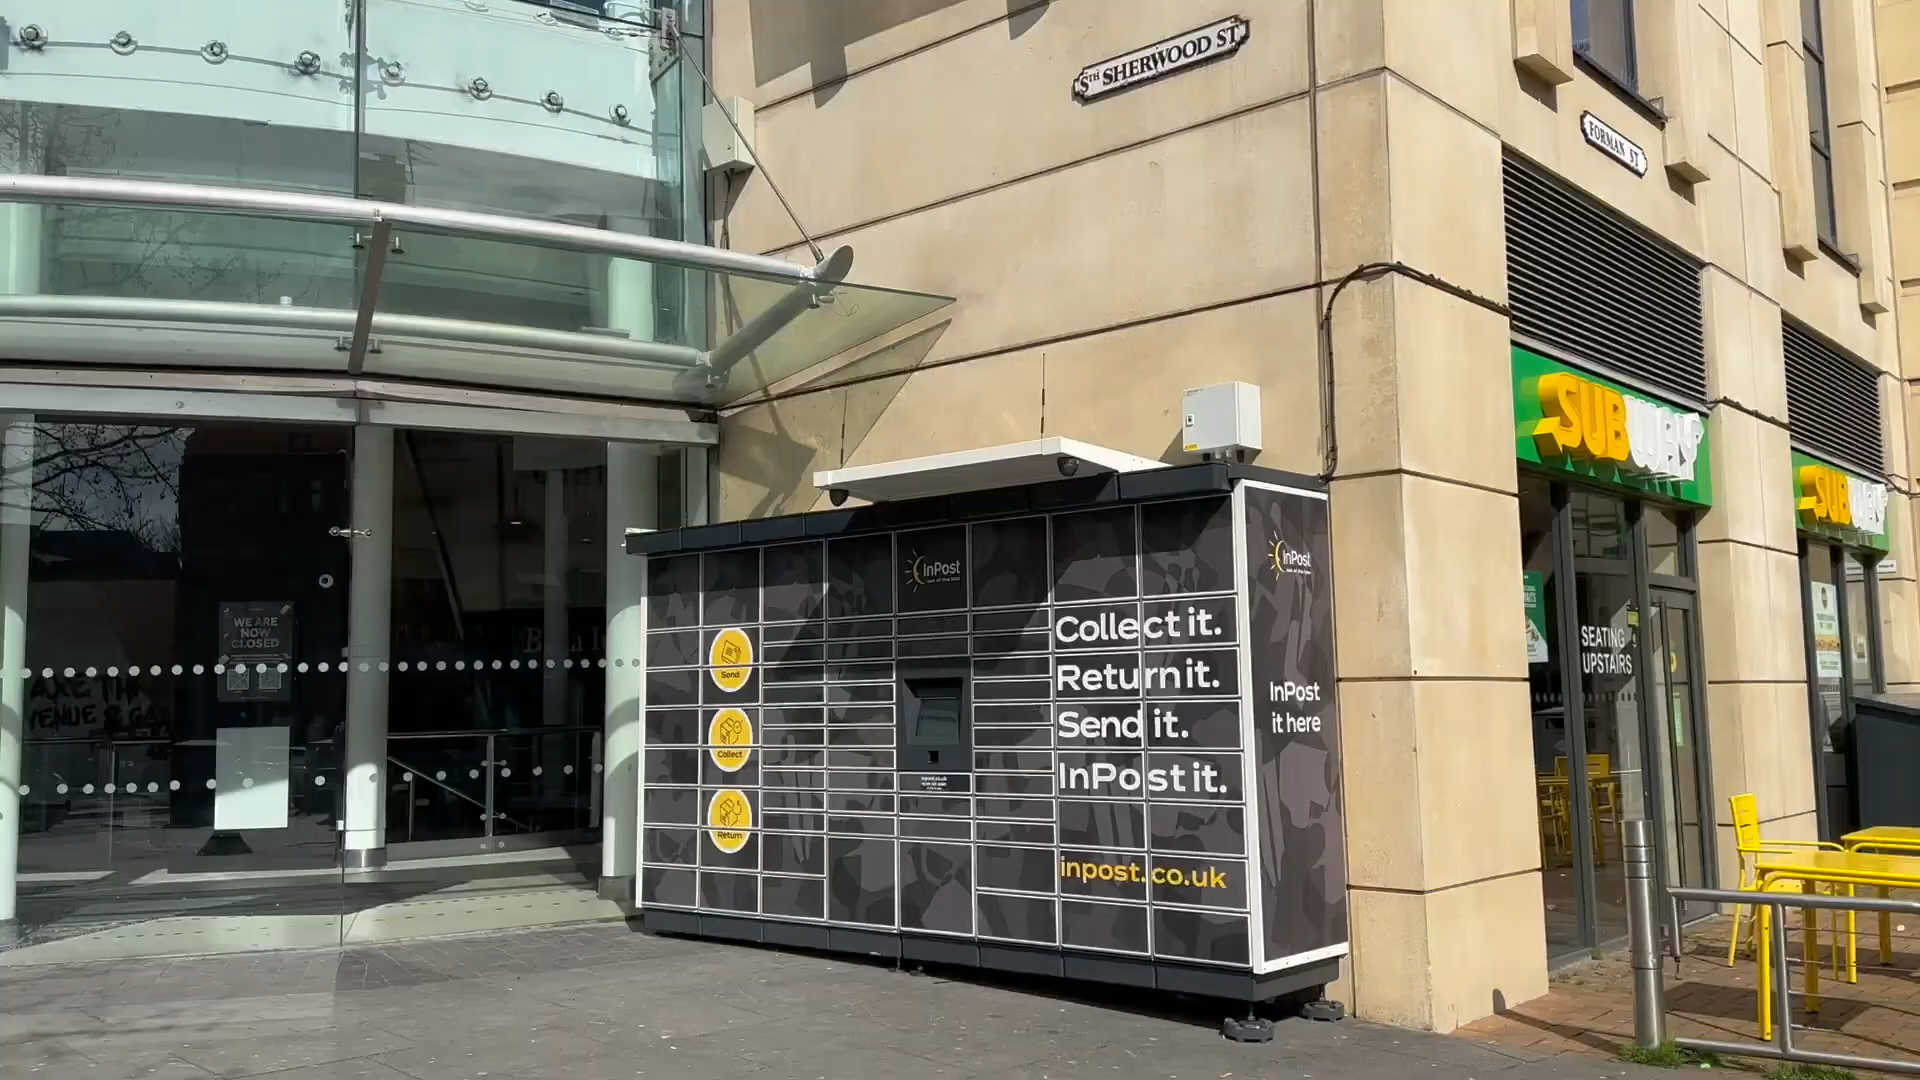 STH SHERWOOD ST
FORMAN ST
SUBWAY
SUBWAY
WE ARE
NOW
CLOSED
SEATING
UPSTAIRS
InPost
InPost
Send
Collect
Return
Collect it.
Return it.
Send it.
InPost it.
inpost.co.uk
InPost
it here